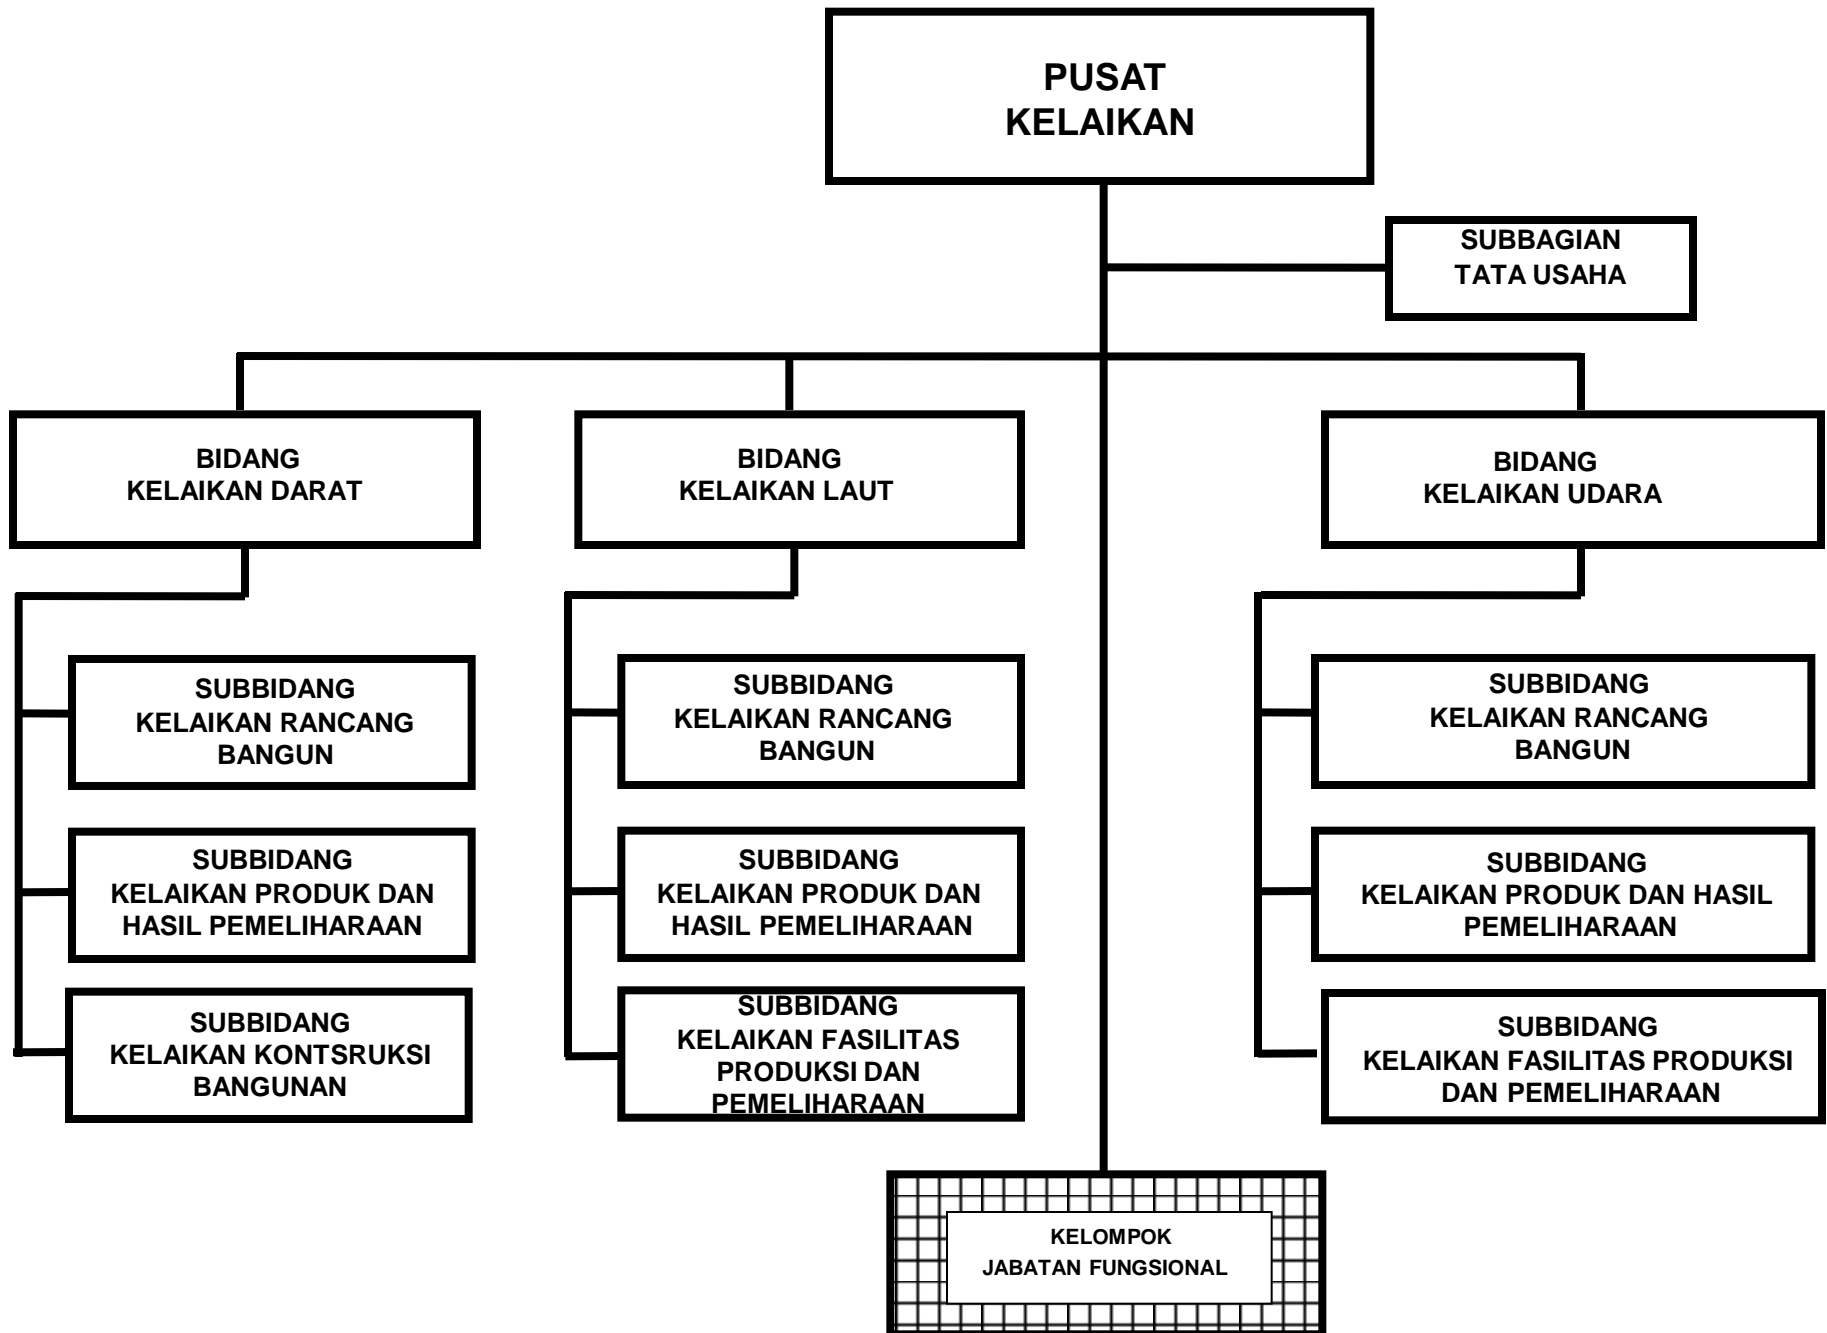 PUSAT
KELAIKAN
SUBBAGIAN
TATA USAHA
BIDANG
KELAIKAN DARAT
BIDANG
KELAIKAN LAUT
BIDANG
KELAIKAN UDARA
SUBBIDANG
KELAIKAN RANCANG
BANGUN
SUBBIDANG
KELAIKAN RANCANG
BANGUN
SUBBIDANG
KELAIKAN RANCANG
BANGUN
SUBBIDANG
KELAIKAN PRODUK DAN
HASIL PEMELIHARAAN
SUBBIDANG
KELAIKAN PRODUK DAN
HASIL PEMELIHARAAN
SUBBIDANG
KELAIKAN PRODUK DAN HASIL
PEMELIHARAAN
SUBBIDANG
KELAIKAN KONTSRUKSI
BANGUNAN
SUBBIDANG
KELAIKAN FASILITAS
PRODUKSI DAN
PEMELIHARAAN
SUBBIDANG
KELAIKAN FASILITAS PRODUKSI
DAN PEMELIHARAAN
KELOMPOK
JABATAN FUNGSIONAL